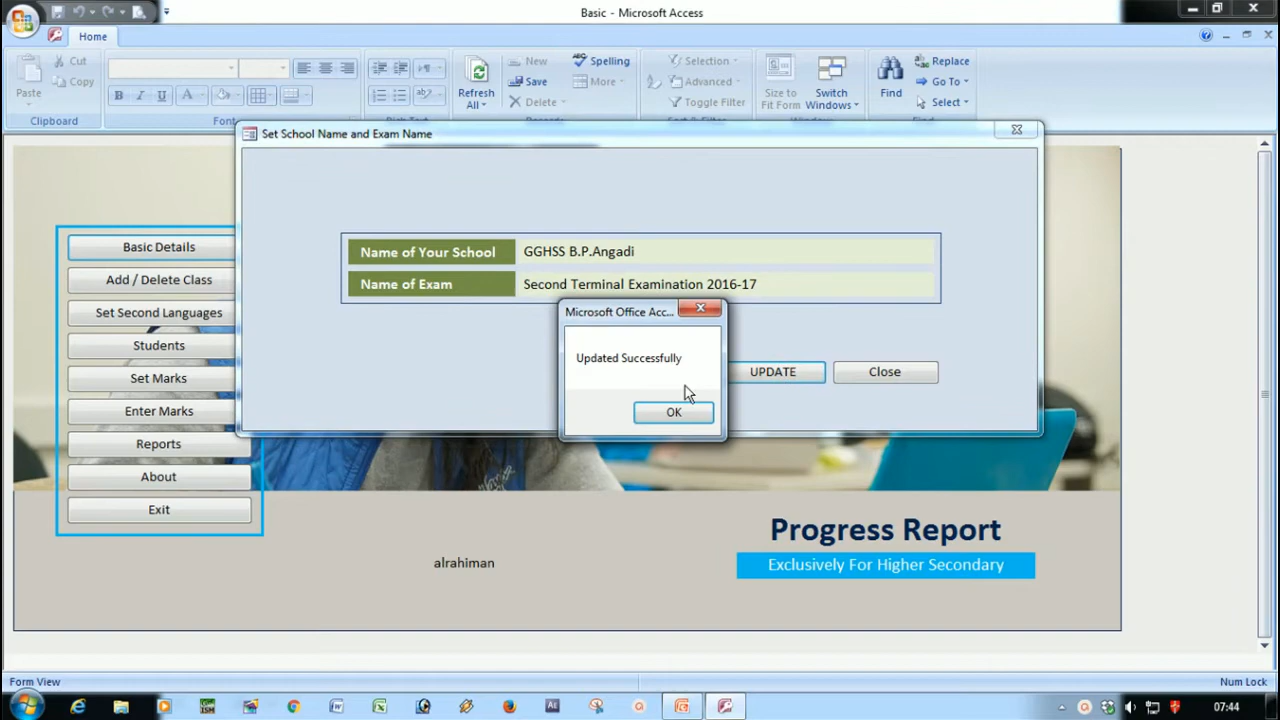 Basic - Microsoft Access
Home
Paste
Cut
Copy
Clipboard
B I U A
Font
Refresh
All
New
Save
Delete
Spelling
More
Selection
Advanced
Toggle Filter
Size to
Fit Form
Switch
Windows
Find
Replace
Go To
Select
Find
Set School Name and Exam Name
Name of Your School GGHSS B.P.Angadi
Name of Exam Second Terminal Examination 2016-17
Microsoft Office Acc...
Updated Successfully
OK
UPDATE
Close
Basic Details
Add / Delete Class
Set Second Languages
Students
Set Marks
Enter Marks
Reports
About
Exit
alrahiman
Progress Report
Exclusively For Higher Secondary
Form View
Num Lock
07:44